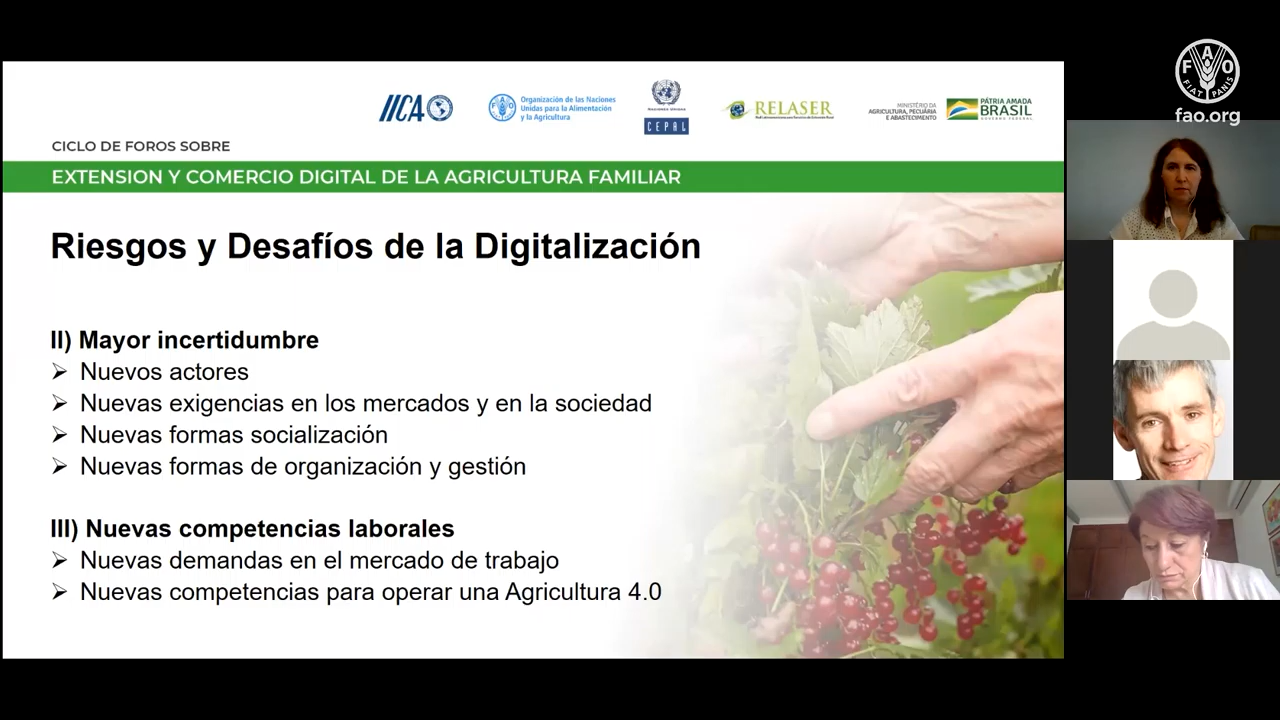 IICA
Organización de las Naciones
Unidas para la Alimentación
y la Agricultura
NACIONES UNIDAS
CEPAL
RELASER
MINISTÉRIO DA
AGRICULTURA, PECUÁRIA
E ABASTECIMENTO
PÁTRIA AMADA
BRASIL
GOVERNO FEDERAL
FAO
FIAT PANIS
fao.org
CICLO DE FOROS SOBRE
EXTENSION Y COMERCIO DIGITAL DE LA AGRICULTURA FAMILIAR
Riesgos y Desafíos de la Digitalización
II) Mayor incertidumbre
➢ Nuevos actores
➢ Nuevas exigencias en los mercados y en la sociedad
➢ Nuevas formas socialización
➢ Nuevas formas de organización y gestión
III) Nuevas competencias laborales
➢ Nuevas demandas en el mercado de trabajo
➢ Nuevas competencias para operar una Agricultura 4.0